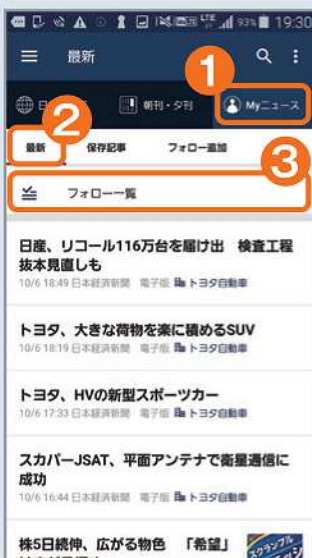 LTE 93% 19:30
最新
1
朝刊・夕刊 Myニュース
2
最新 保存記事 フォロー追加
3
フォロー一覧
日産、リコール116万台を届け出 検査工程
抜本見直しも
10/6 18:49 日本経済新聞 電子版 トヨタ自動車
トヨタ、大きな荷物を楽に積めるSUV
10/6 18:19 日本経済新聞 電子版 トヨタ自動車
トヨタ、HVの新型スポーツカー
10/6 17:33 日本経済新聞 電子版 トヨタ自動車
スカパーJSAT、平面アンテナで衛星通信に
成功
10/6 16:44 日本経済新聞 電子版 トヨタ自動車
株5日続伸、広がる物色 「希望」
スクランブル